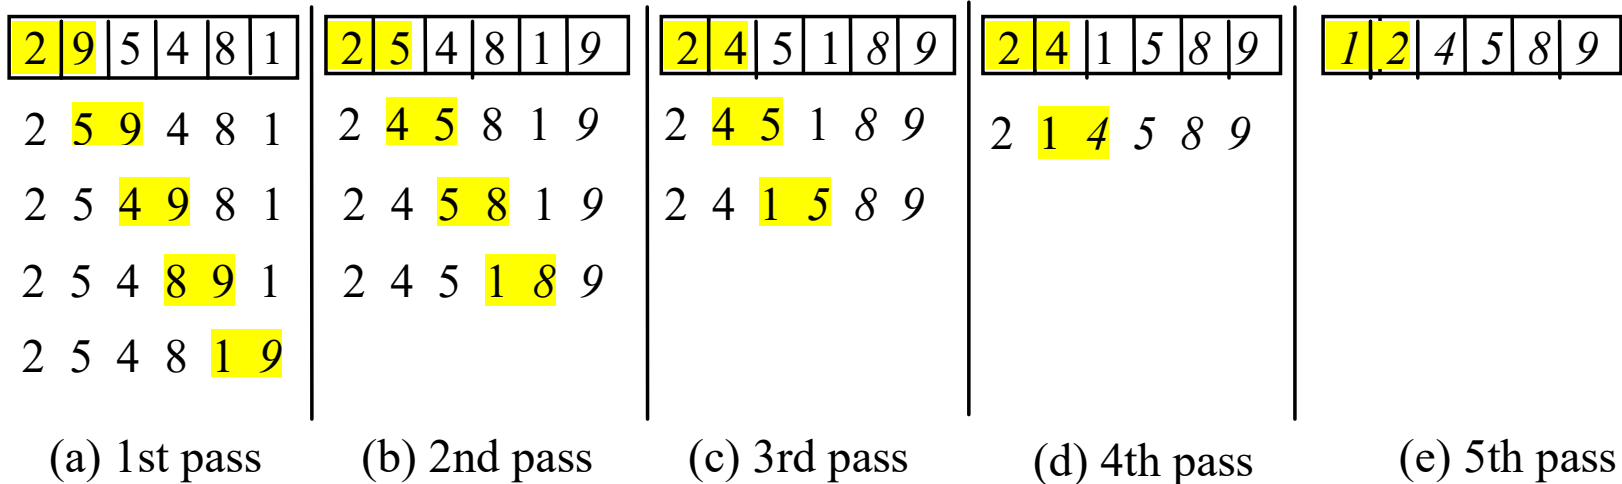 2 9 5 4 8 1
2 5 9 4 8 1
2 5 4 9 8 1
2 5 4 8 9 1
2 5 4 8 1 9
(a) 1st pass
2 5 4 8 1 9
2 4 5 8 1 9
2 4 5 8 1 9
2 4 5 1 8 9
(b) 2nd pass
2 4 5 1 8 9
2 4 5 1 8 9
2 4 1 5 8 9
(c) 3rd pass
2 4 1 5 8 9
2 1 4 5 8 9
(d) 4th pass
1 2 4 5 8 9
(e) 5th pass